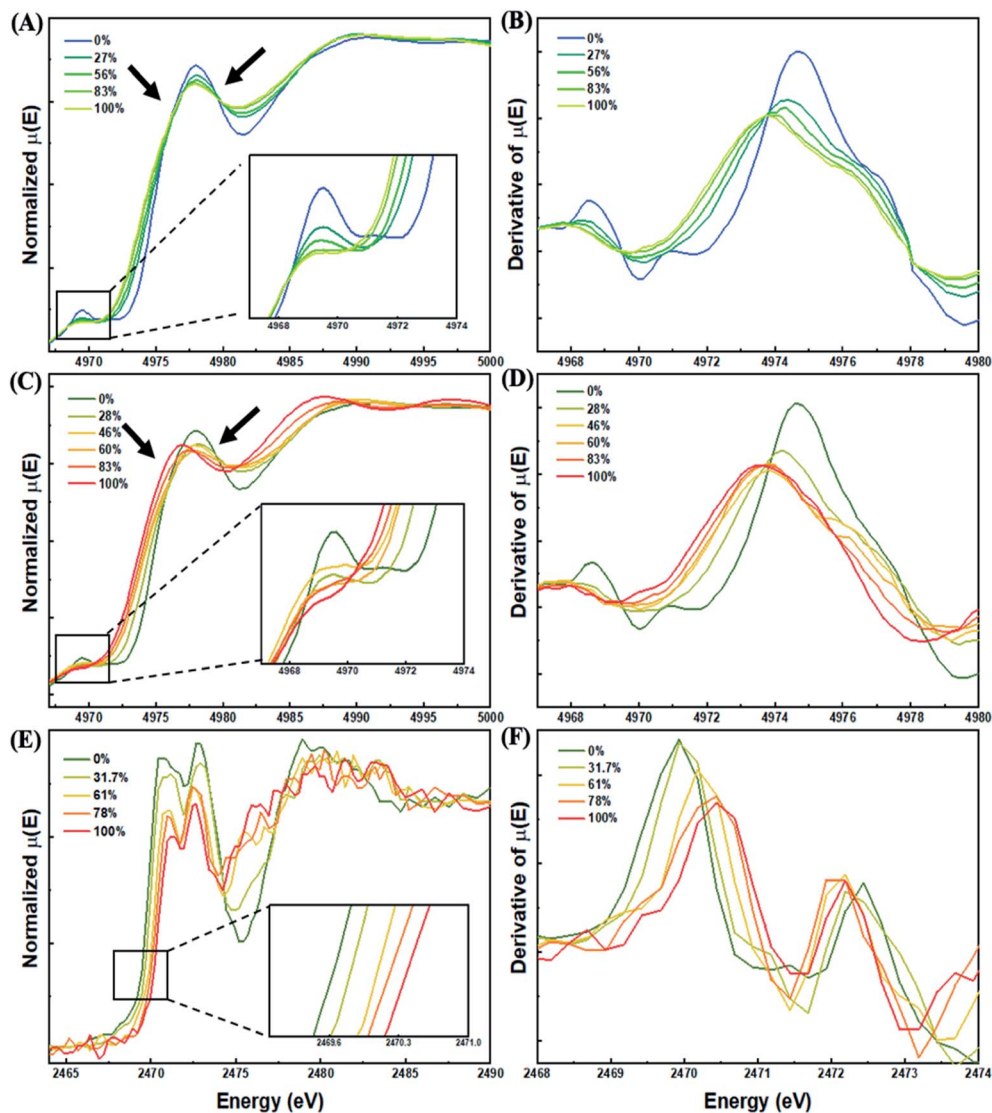 (A)
0%
27%
56%
83%
100%
4968 4970 4972 4974
Normalized μ(E)
4970 4975 4980 4985 4990 4995 5000
(B)
0%
27%
56%
83%
100%
Derivative of μ(E)
4968 4970 4972 4974 4976 4978 4980
(C)
0%
28%
46%
60%
83%
100%
4968 4970 4972 4974
Normalized μ(E)
4970 4975 4980 4985 4990 4995 5000
(D)
0%
28%
46%
60%
83%
100%
Derivative of μ(E)
4968 4970 4972 4974 4976 4978 4980
(E)
0%
31.7%
61%
78%
100%
2469.6 2470.3 2471.0
Normalized μ(E)
2465 2470 2475 2480 2485 2490
Energy (eV)
(F)
0%
31.7%
61%
78%
100%
Derivative of μ(E)
2468 2469 2470 2471 2472 2473 2474
Energy (eV)